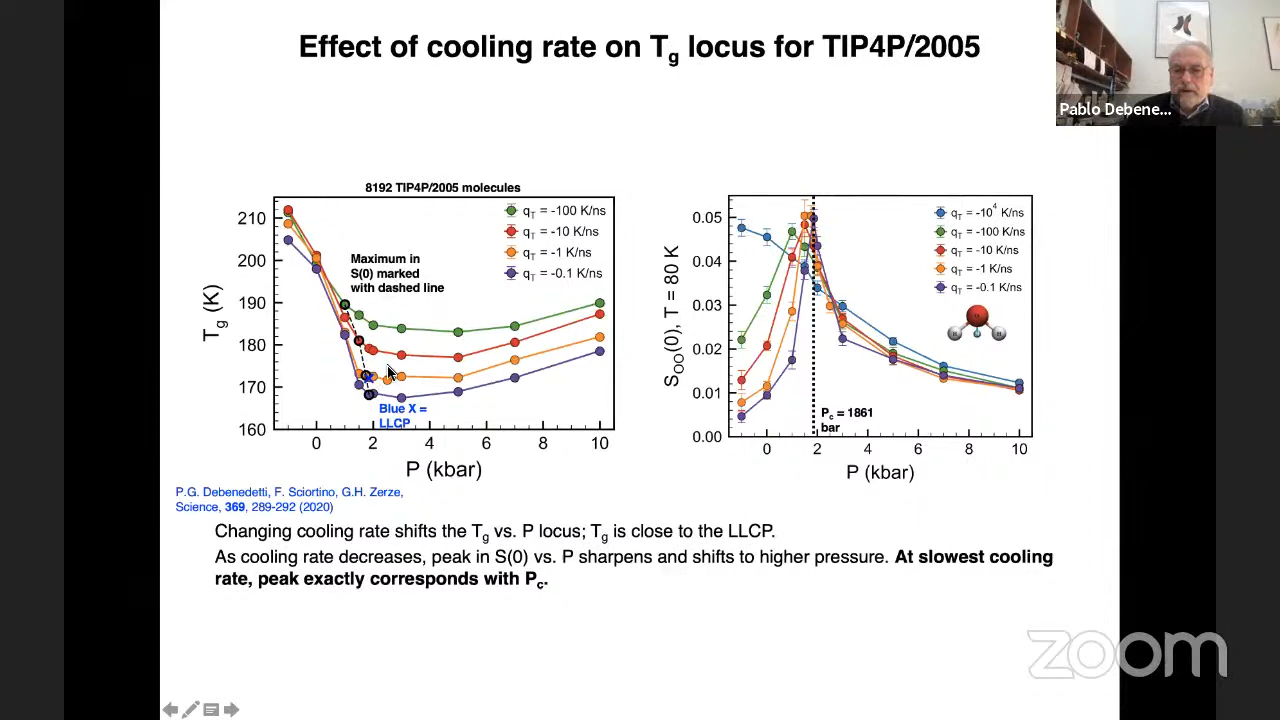 Effect of cooling rate on Tg locus for TIP4P/2005
Pablo Debene...
8192 TIP4P/2005 molecules
210
200
190
180
170
160
Tg (K)
qT = -100 K/ns
qT = -10 K/ns
qT = -1 K/ns
qT = -0.1 K/ns
Maximum in
S(0) marked
with dashed line
Blue X =
LLCP
0 2 4 6 8 10
P (kbar)
0.05
0.04
0.03
0.02
0.01
0.00
SOO(0), T = 80 K
qT = -10^4 K/ns
qT = -100 K/ns
qT = -10 K/ns
qT = -1 K/ns
qT = -0.1 K/ns
Pc = 1861
bar
0 2 4 6 8 10
P (kbar)
P.G. Debenedetti, F. Sciortino, G.H. Zerze,
Science, 369, 289-292 (2020)
Changing cooling rate shifts the Tg vs. P locus; Tg is close to the LLCP.
As cooling rate decreases, peak in S(0) vs. P sharpens and shifts to higher pressure. At slowest cooling
rate, peak exactly corresponds with Pc.
zoom